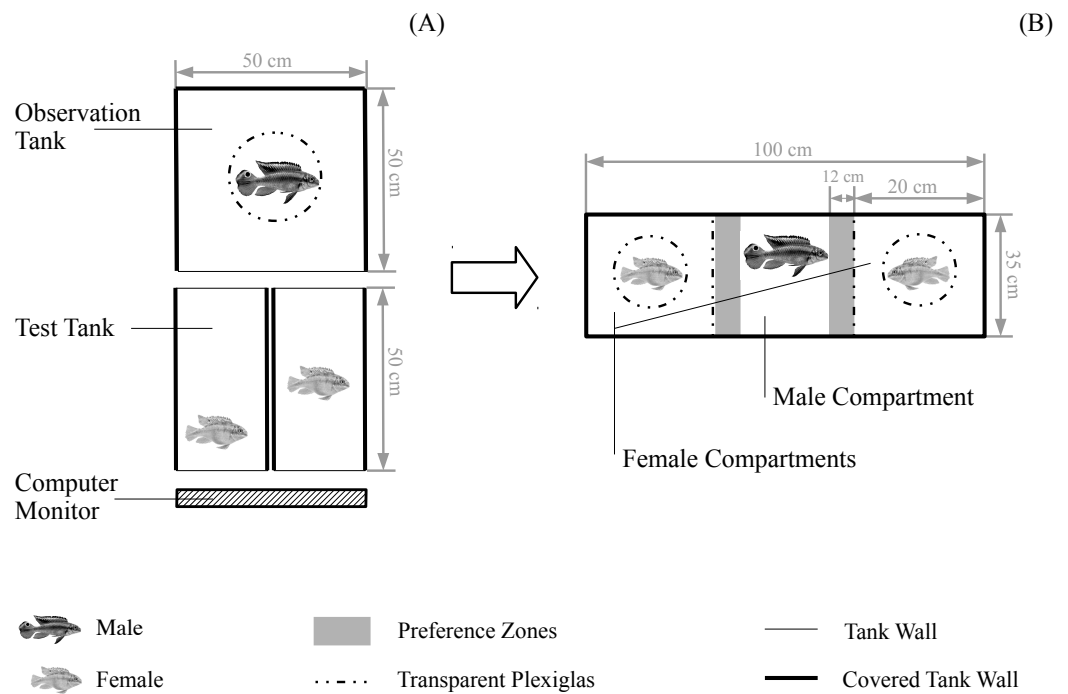 (A)
(B)
50 cm
Observation
Tank
50 cm
100 cm
12 cm
20 cm
35 cm
Test Tank
50 cm
Male Compartment
Female Compartments
Computer
Monitor
Male
Preference Zones
Tank Wall
Female
Transparent Plexiglas
Covered Tank Wall